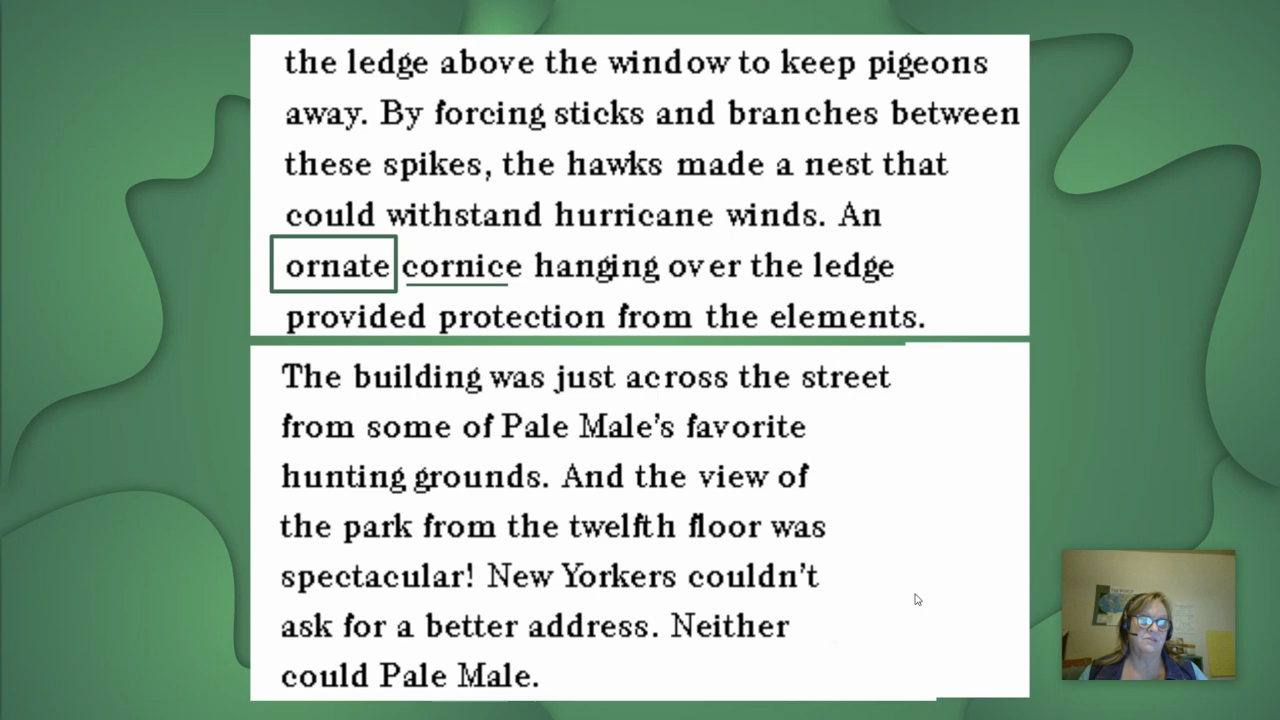 the ledge above the window to keep pigeons
away. By forcing sticks and branches between
these spikes, the hawks made a nest that
could withstand hurricane winds. An
ornate cornice hanging over the ledge
provided protection from the elements.
The building was just across the street
from some of Pale Male’s favorite
hunting grounds. And the view of
the park from the twelfth floor was
spectacular! New Yorkers couldn’t
ask for a better address. Neither
could Pale Male.